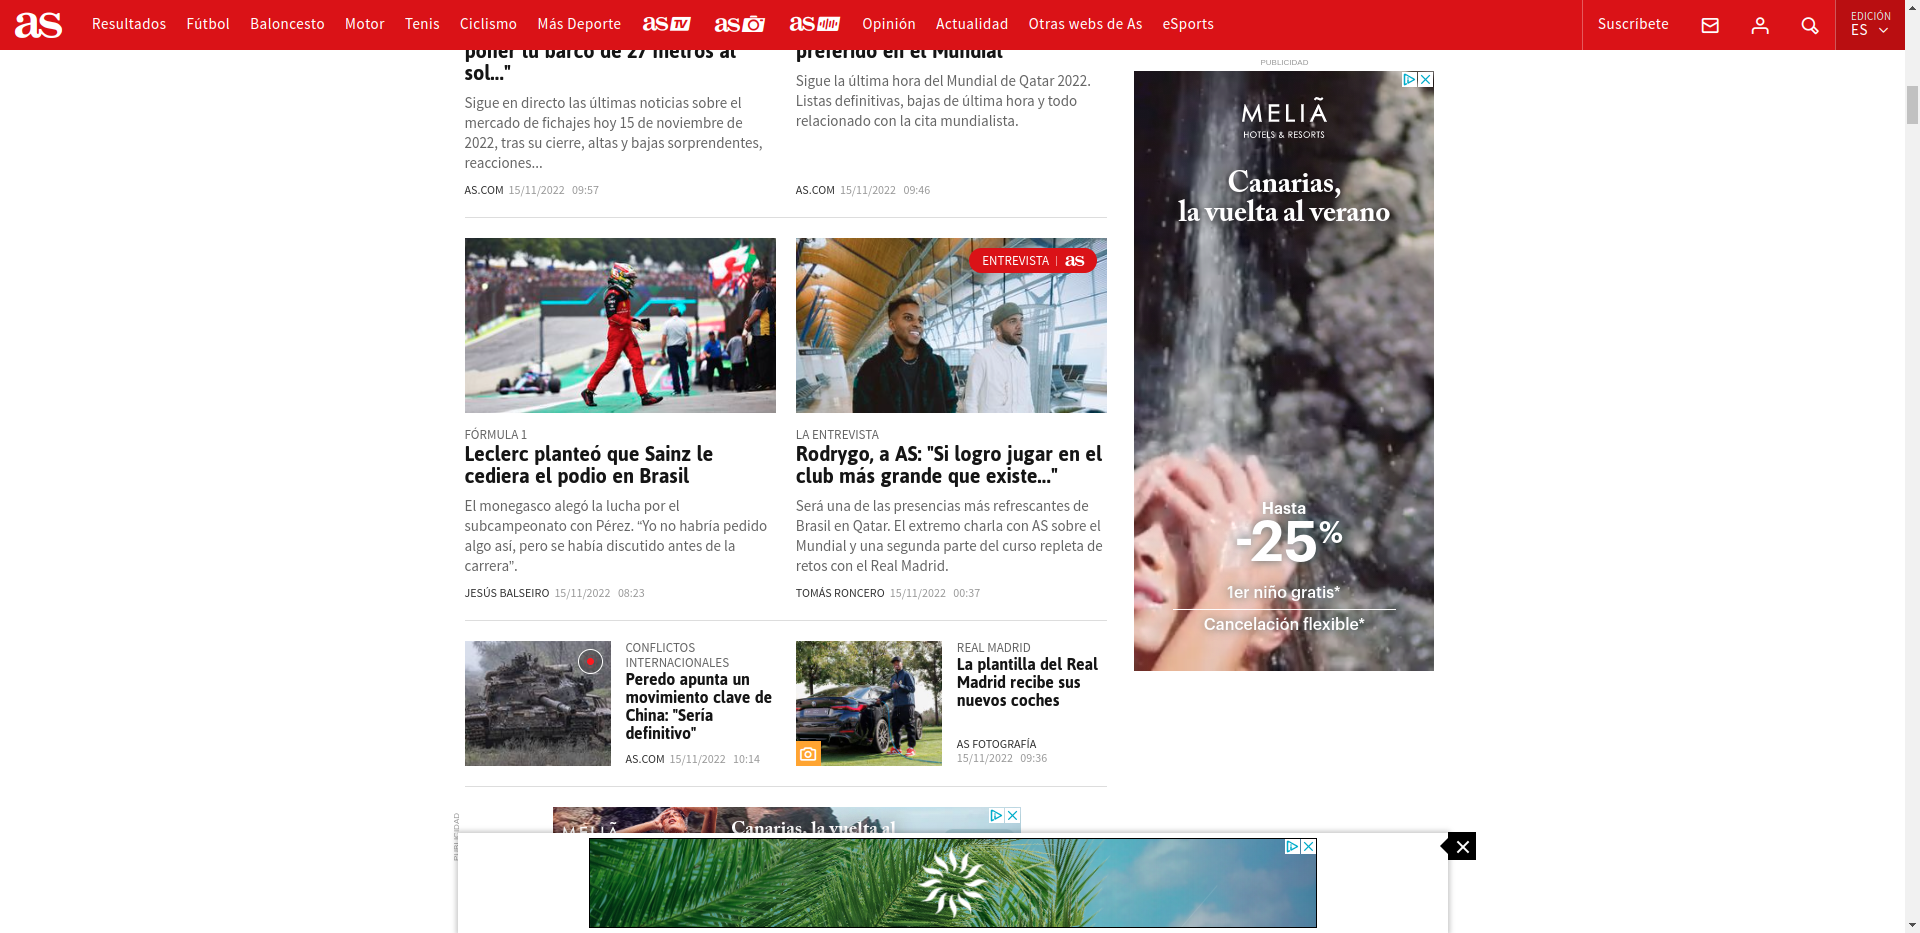 as Resultados Fútbol Baloncesto Motor Tenis Ciclismo Más Deporte as TV as as Opinión Actualidad Otras webs de As eSports Suscríbete EDICIÓN ES
poner tu barco de 27 metros al
sol..."
Sigue en directo las últimas noticias sobre el
mercado de fichajes hoy 15 de noviembre de
2022, tras su cierre, altas y bajas sorprendentes,
reacciones...
AS.COM 15/11/2022 09:57
preferido en el Mundial
Sigue la última hora del Mundial de Qatar 2022.
Listas definitivas, bajas de última hora y todo
relacionado con la cita mundialista.
AS.COM 15/11/2022 09:46
FÓRMULA 1
Leclerc planteó que Sainz le
cediera el podio en Brasil
El monegasco alegó la lucha por el
subcampeonato con Pérez. “Yo no habría pedido
algo así, pero se había discutido antes de la
carrera”.
JESÚS BALSEIRO 15/11/2022 08:23
ENTREVISTA | as
LA ENTREVISTA
Rodrygo, a AS: "Si logro jugar en el
club más grande que existe..."
Será una de las presencias más refrescantes de
Brasil en Qatar. El extremo charla con AS sobre el
Mundial y una segunda parte del curso repleta de
retos con el Real Madrid.
TOMÁS RONCERO 15/11/2022 00:37
CONFLICTOS
INTERNACIONALES
Peredo apunta un
movimiento clave de
China: "Sería
definitivo"
AS.COM 15/11/2022 10:14
REAL MADRID
La plantilla del Real
Madrid recibe sus
nuevos coches
AS FOTOGRAFÍA
15/11/2022 09:36
PUBLICIDAD
MELIÃ
HOTELS & RESORTS
Canarias,
la vuelta al verano
Hasta
-25%
1er niño gratis*
Cancelación flexible*
PUBLICIDAD
MELIÃ
Canarias, la vuelta al